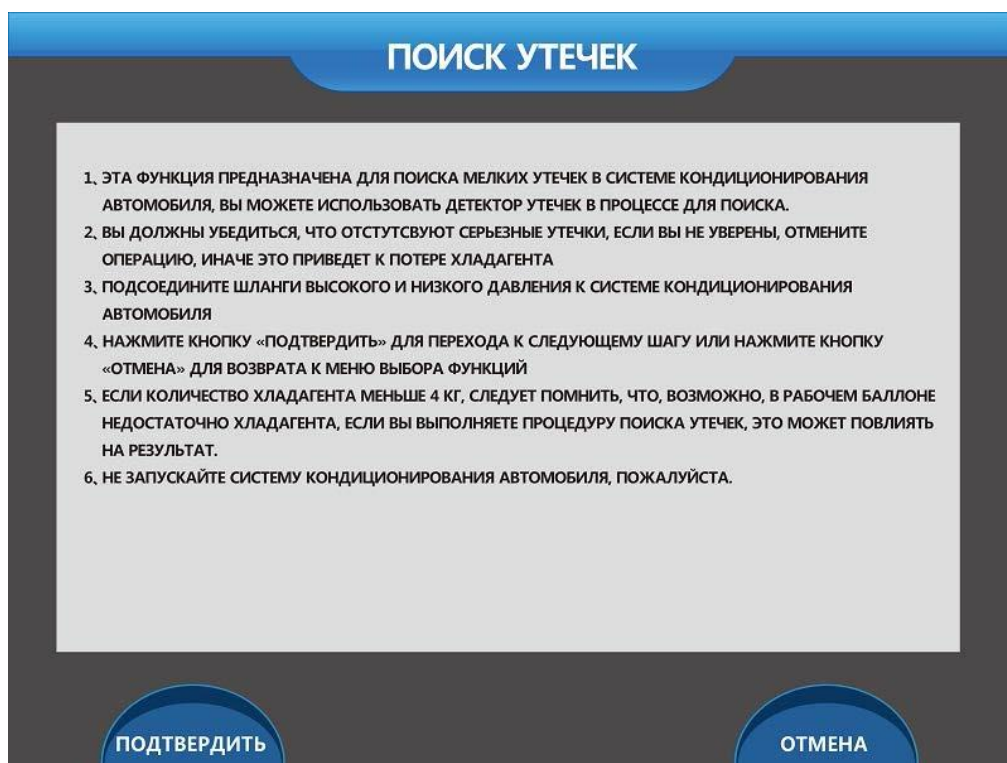 ПОИСК УТЕЧЕК
1、ЭТА ФУНКЦИЯ ПРЕДНАЗНАЧЕНА ДЛЯ ПОИСКА МЕЛКИХ УТЕЧЕК В СИСТЕМЕ КОНДИЦИОНИРОВАНИЯ
АВТОМОБИЛЯ, ВЫ МОЖЕТЕ ИСПОЛЬЗОВАТЬ ДЕТЕКТОР УТЕЧЕК В ПРОЦЕССЕ ДЛЯ ПОИСКА.
2、ВЫ ДОЛЖНЫ УБЕДИТЬСЯ, ЧТО ОТСТУТСВУЮТ СЕРЬЕЗНЫЕ УТЕЧКИ, ЕСЛИ ВЫ НЕ УВЕРЕНЫ, ОТМЕНИТЕ
ОПЕРАЦИЮ, ИНАЧЕ ЭТО ПРИВЕДЕТ К ПОТЕРЕ ХЛАДАГЕНТА
3、ПОДСОЕДИНИТЕ ШЛАНГИ ВЫСОКОГО И НИЗКОГО ДАВЛЕНИЯ К СИСТЕМЕ КОНДИЦИОНИРОВАНИЯ
АВТОМОБИЛЯ
4、НАЖМИТЕ КНОПКУ «ПОДТВЕРДИТЬ» ДЛЯ ПЕРЕХОДА К СЛЕДУЮЩЕМУ ШАГУ ИЛИ НАЖМИТЕ КНОПКУ
«ОТМЕНА» ДЛЯ ВОЗВРАТА К МЕНЮ ВЫБОРА ФУНКЦИЙ
5、ЕСЛИ КОЛИЧЕСТВО ХЛАДАГЕНТА МЕНЬШЕ 4 КГ, СЛЕДУЕТ ПОМНИТЬ, ЧТО, ВОЗМОЖНО, В РАБОЧЕМ БАЛЛОНЕ
НЕДОСТАТОЧНО ХЛАДАГЕНТА, ЕСЛИ ВЫ ВЫПОЛНЯЕТЕ ПРОЦЕДУРУ ПОИСКА УТЕЧЕК, ЭТО МОЖЕТ ПОВЛИЯТЬ
НА РЕЗУЛЬТАТ.
6、НЕ ЗАПУСКАЙТЕ СИСТЕМУ КОНДИЦИОНИРОВАНИЯ АВТОМОБИЛЯ, ПОЖАЛУЙСТА.
ПОДТВЕРДИТЬ
ОТМЕНА